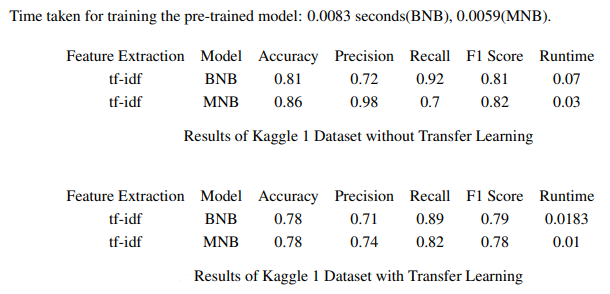 Time taken for training the pre-trained model: 0.0083 seconds(BNB), 0.0059(MNB).
Feature Extraction Model Accuracy Precision Recall F1 Score Runtime
tf-idf BNB 0.81 0.72 0.92 0.81 0.07
tf-idf MNB 0.86 0.98 0.7 0.82 0.03
Results of Kaggle 1 Dataset without Transfer Learning
Feature Extraction Model Accuracy Precision Recall F1 Score Runtime
tf-idf BNB 0.78 0.71 0.89 0.79 0.0183
tf-idf MNB 0.78 0.74 0.82 0.78 0.01
Results of Kaggle 1 Dataset with Transfer Learning